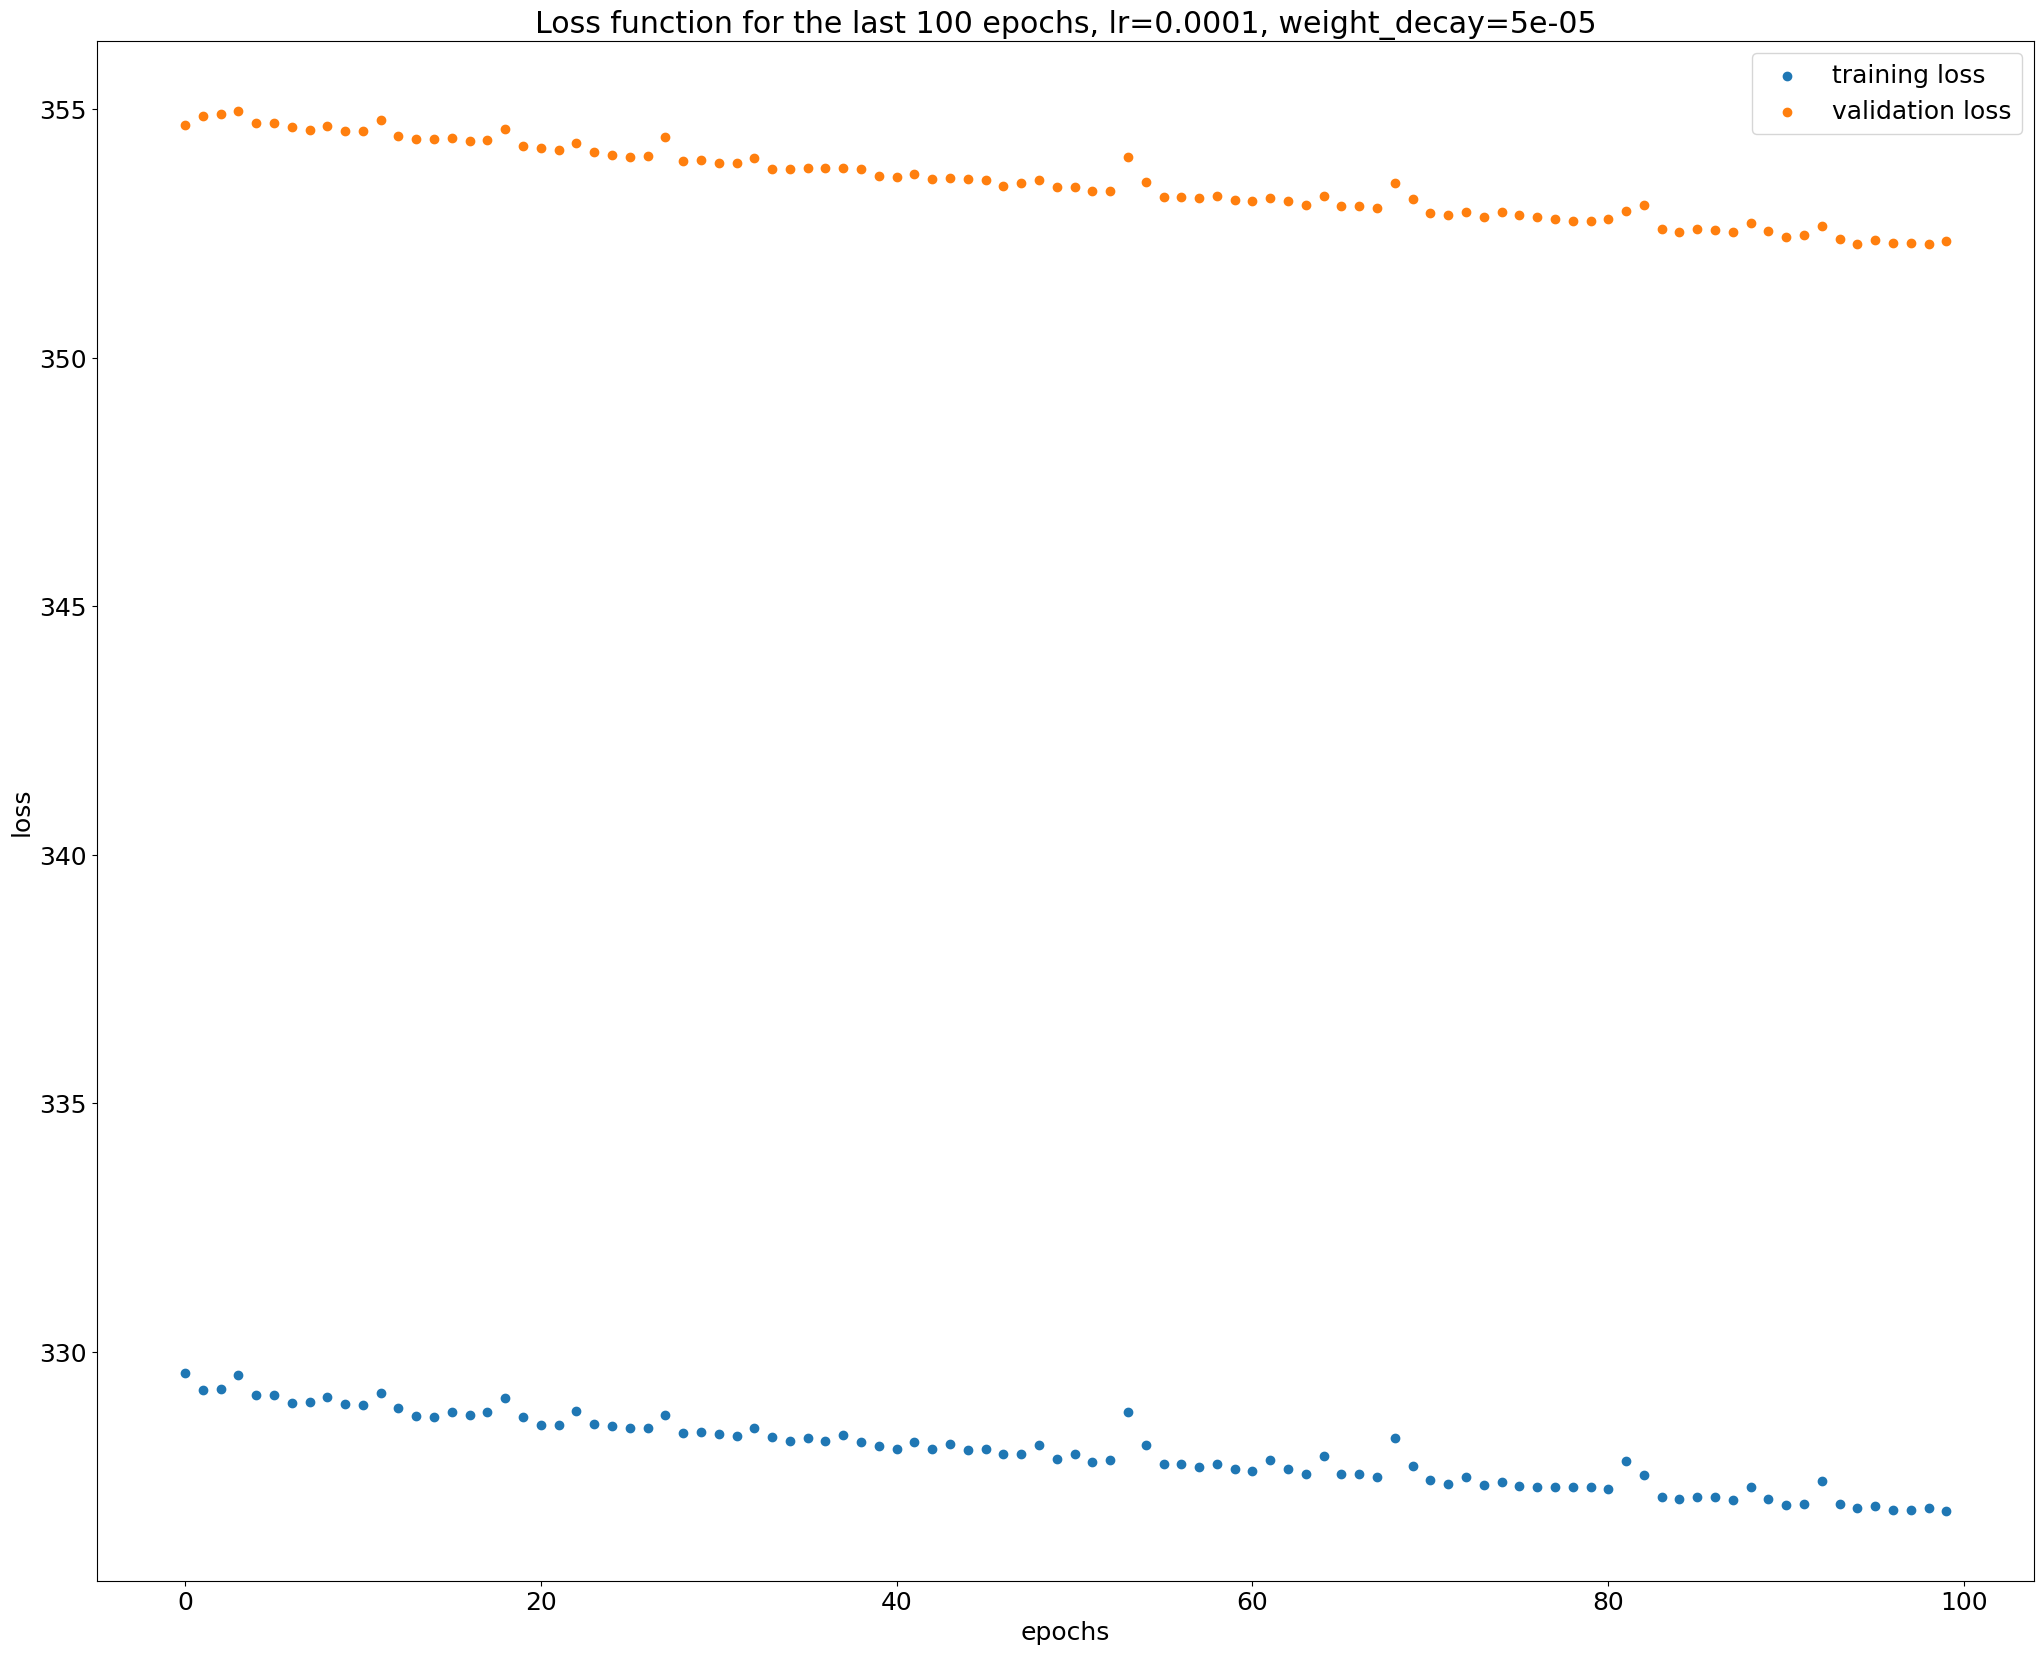 Loss function for the last 100 epochs, lr=0.0001, weight_decay=5e-05
training loss
validation loss
355
350
345
340
335
330
loss
0 20 40 60 80 100
epochs